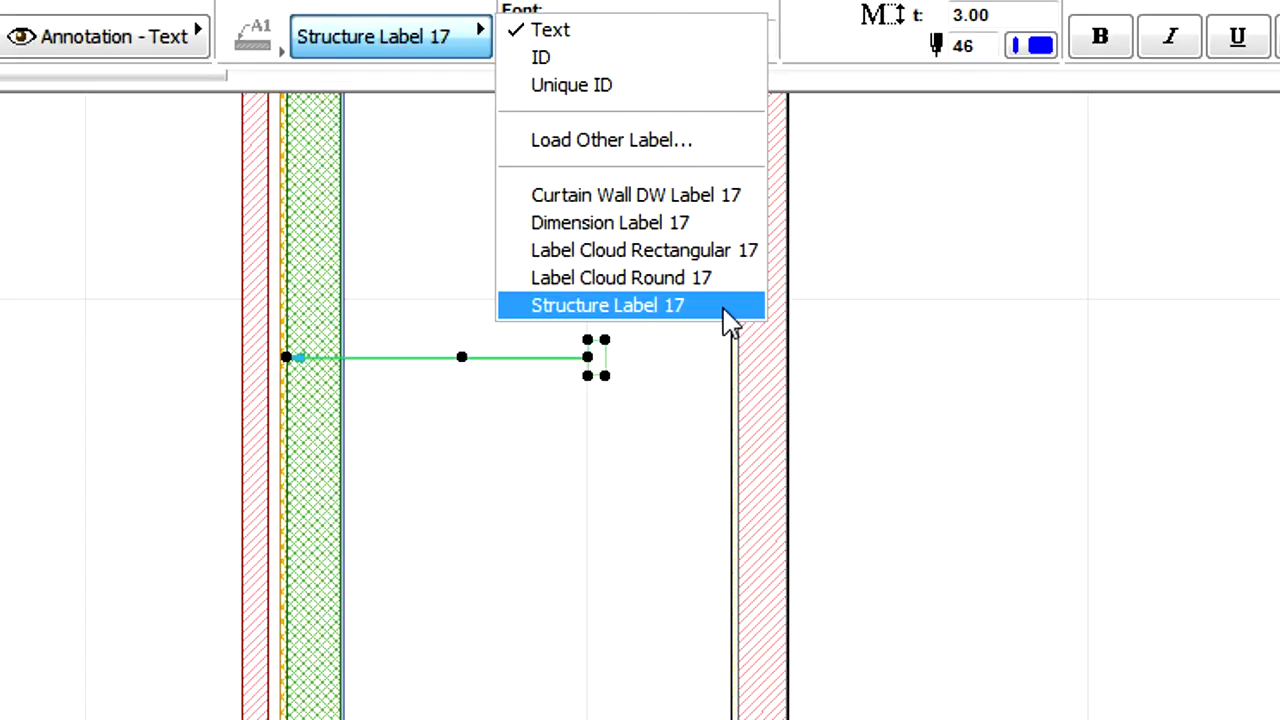 Annotation - Text
A1
Structure Label 17
Font:
M t: 3.00
46
B I U
Text
ID
Unique ID
Load Other Label...
Curtain Wall DW Label 17
Dimension Label 17
Label Cloud Rectangular 17
Label Cloud Round 17
Structure Label 17